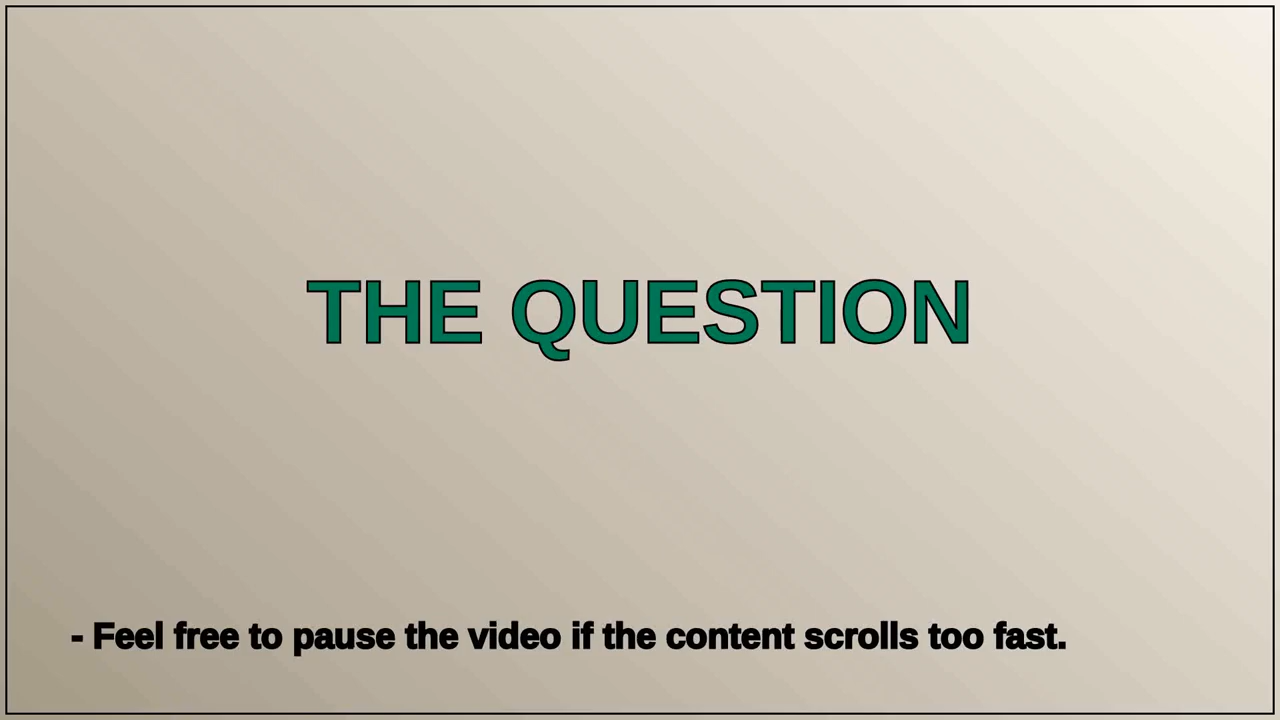 THE QUESTION
- Feel free to pause the video if the content scrolls too fast.